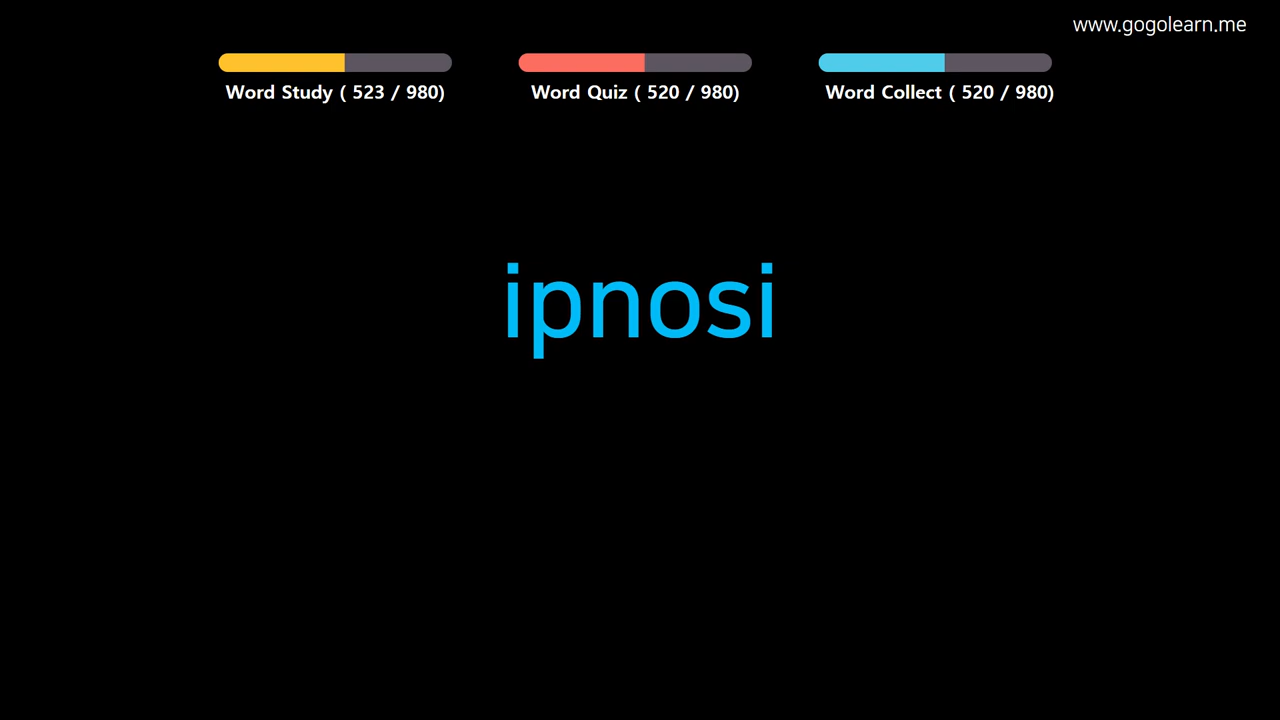 www.gogolearn.me
Word Study ( 523 / 980)
Word Quiz ( 520 / 980)
Word Collect ( 520 / 980)
ipnosi